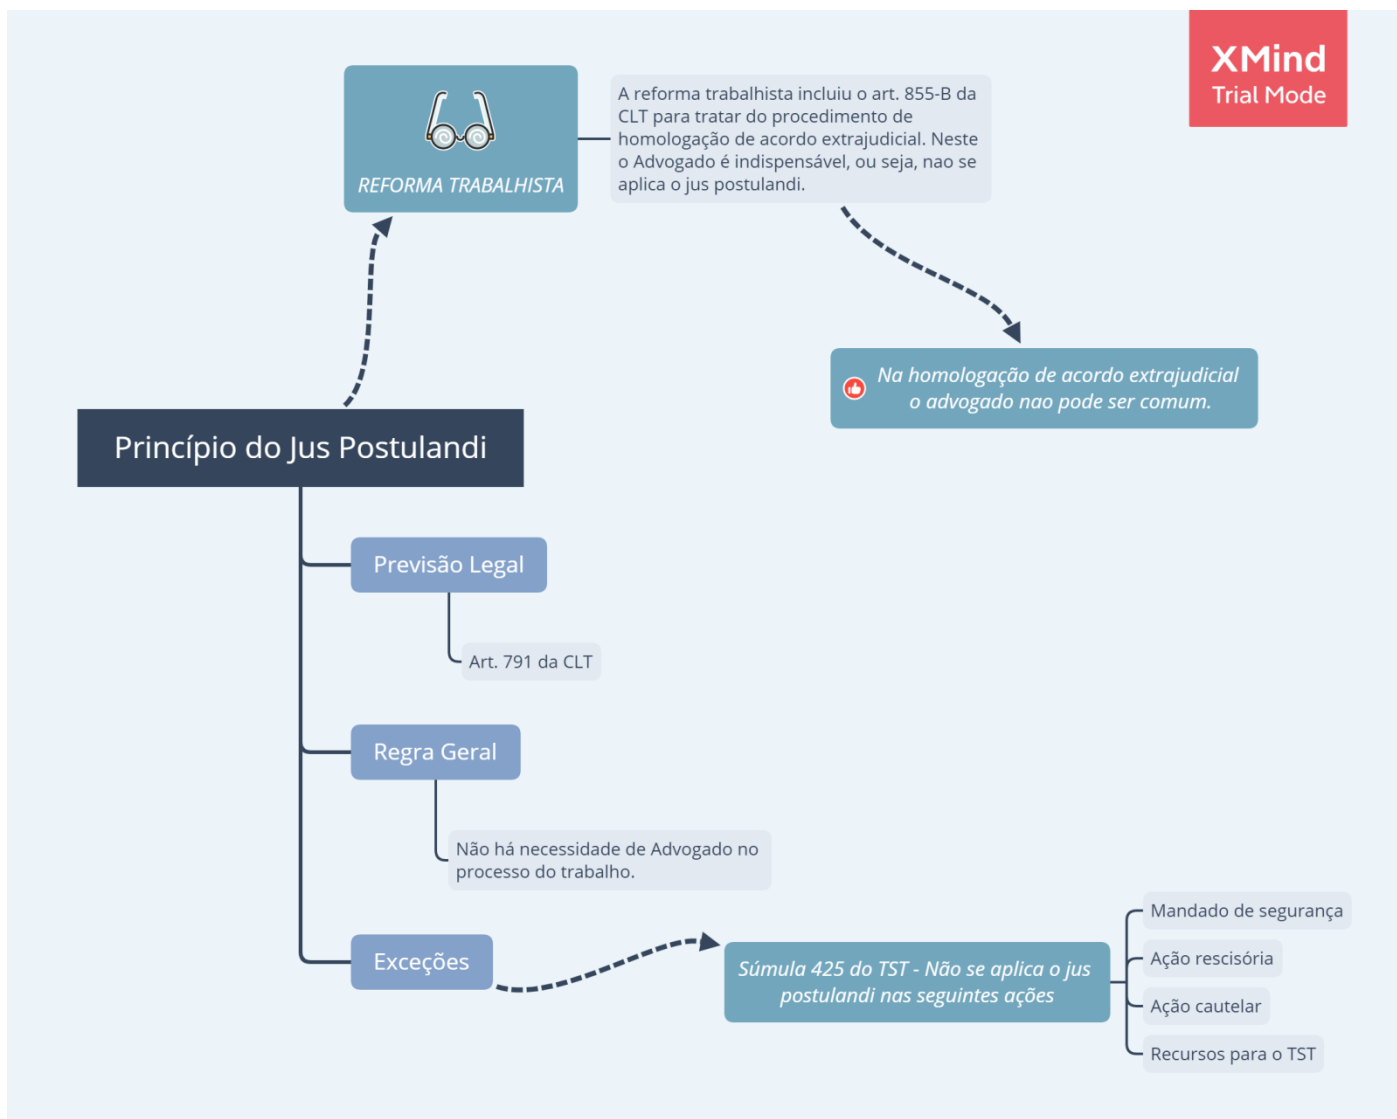 XMind
Trial Mode
REFORMA TRABALHISTA
A reforma trabalhista incluiu o art. 855-B da
CLT para tratar do procedimento de
homologação de acordo extrajudicial. Neste
o Advogado é indispensável, ou seja, nao se
aplica o jus postulandi.
Na homologação de acordo extrajudicial
o advogado nao pode ser comum.
Princípio do Jus Postulandi
Previsão Legal
Art. 791 da CLT
Regra Geral
Não há necessidade de Advogado no
processo do trabalho.
Exceções
Súmula 425 do TST - Não se aplica o jus
postulandi nas seguintes ações
Mandado de segurança
Ação rescisória
Ação cautelar
Recursos para o TST